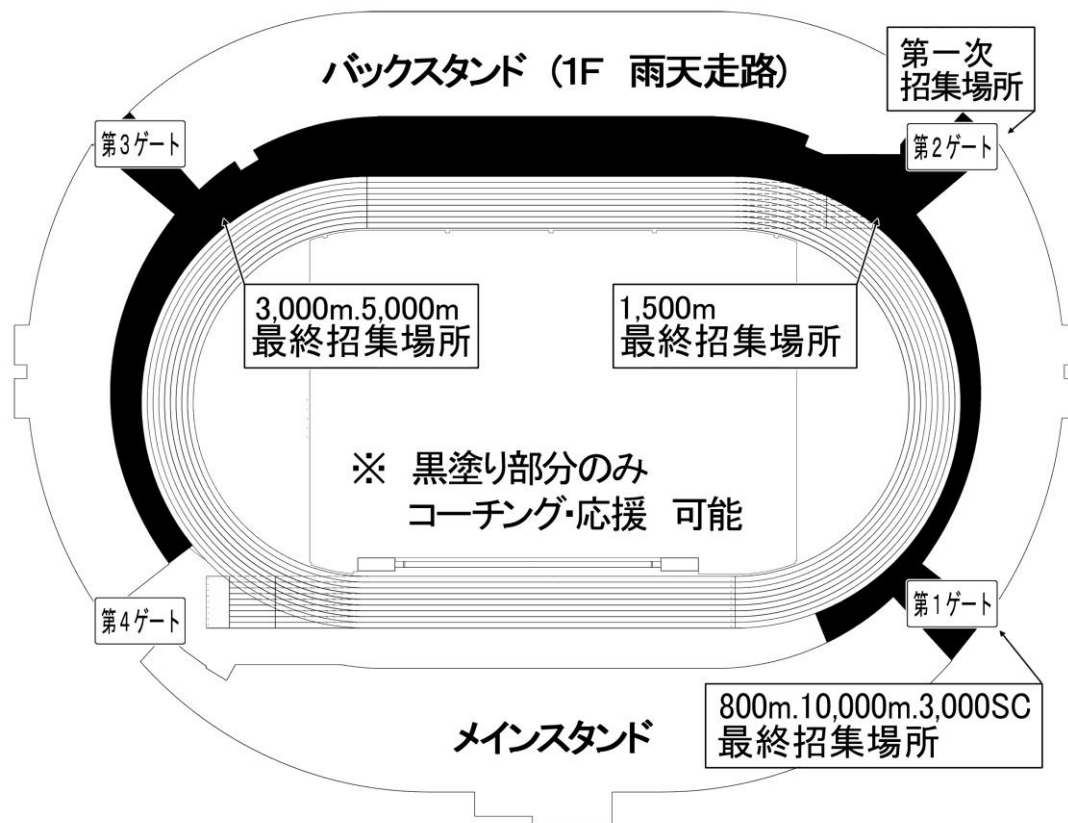 バックスタンド（1F　雨天走路）
第一次
招集場所
第3ゲート
第2ゲート
3,000m.5,000m
最終招集場所
1,500m
最終招集場所
※　黒塗り部分のみ
コーチング・応援　可能
第4ゲート
第1ゲート
800m.10,000m.3,000SC
最終招集場所
メインスタンド